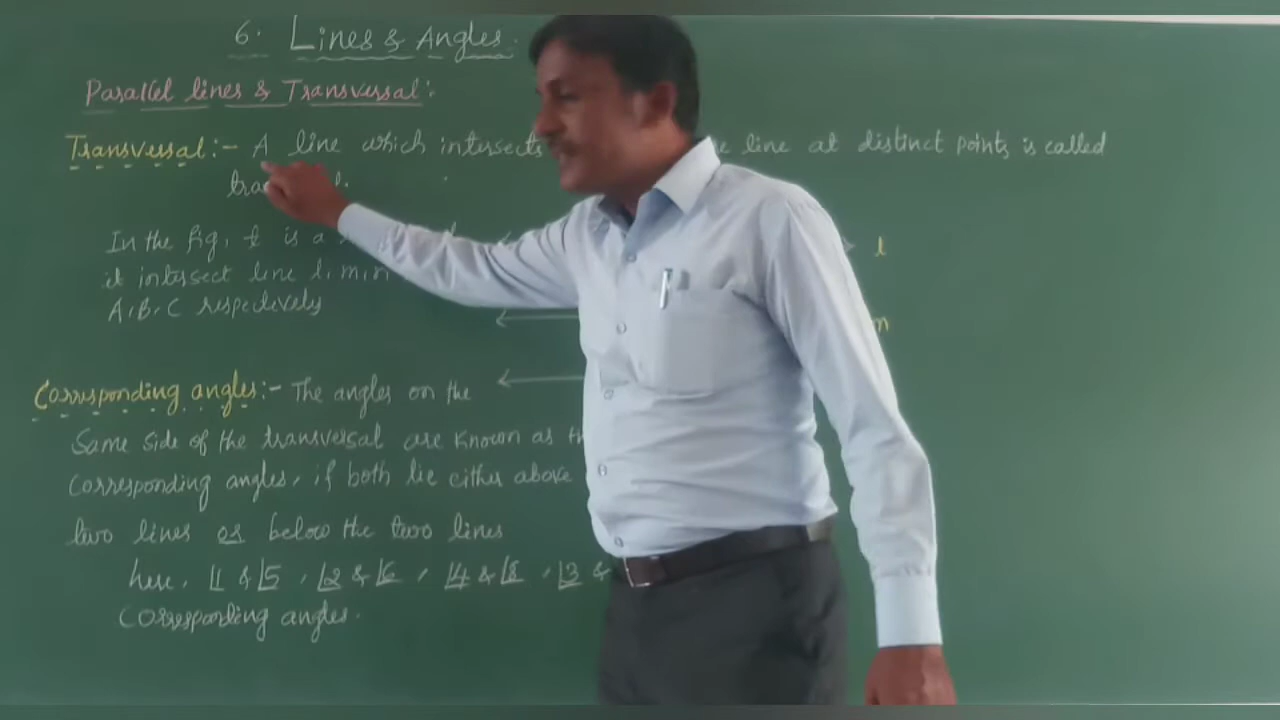 6. Lines & Angles.
Parallel lines & Transversal:
Transversal:- A line which intersects line at distinct points is called
In the fig, t is a
it intersect line l, m, n
A, B, C respectively
l
m
Corresponding angles:- The angles on the
Same side of the transversal are known as
corresponding angles, if both lie either above
two lines or below the two lines
here, ∠1 & ∠5, ∠2 & ∠6, ∠4 & ∠8, ∠3 &
Corresponding angles.